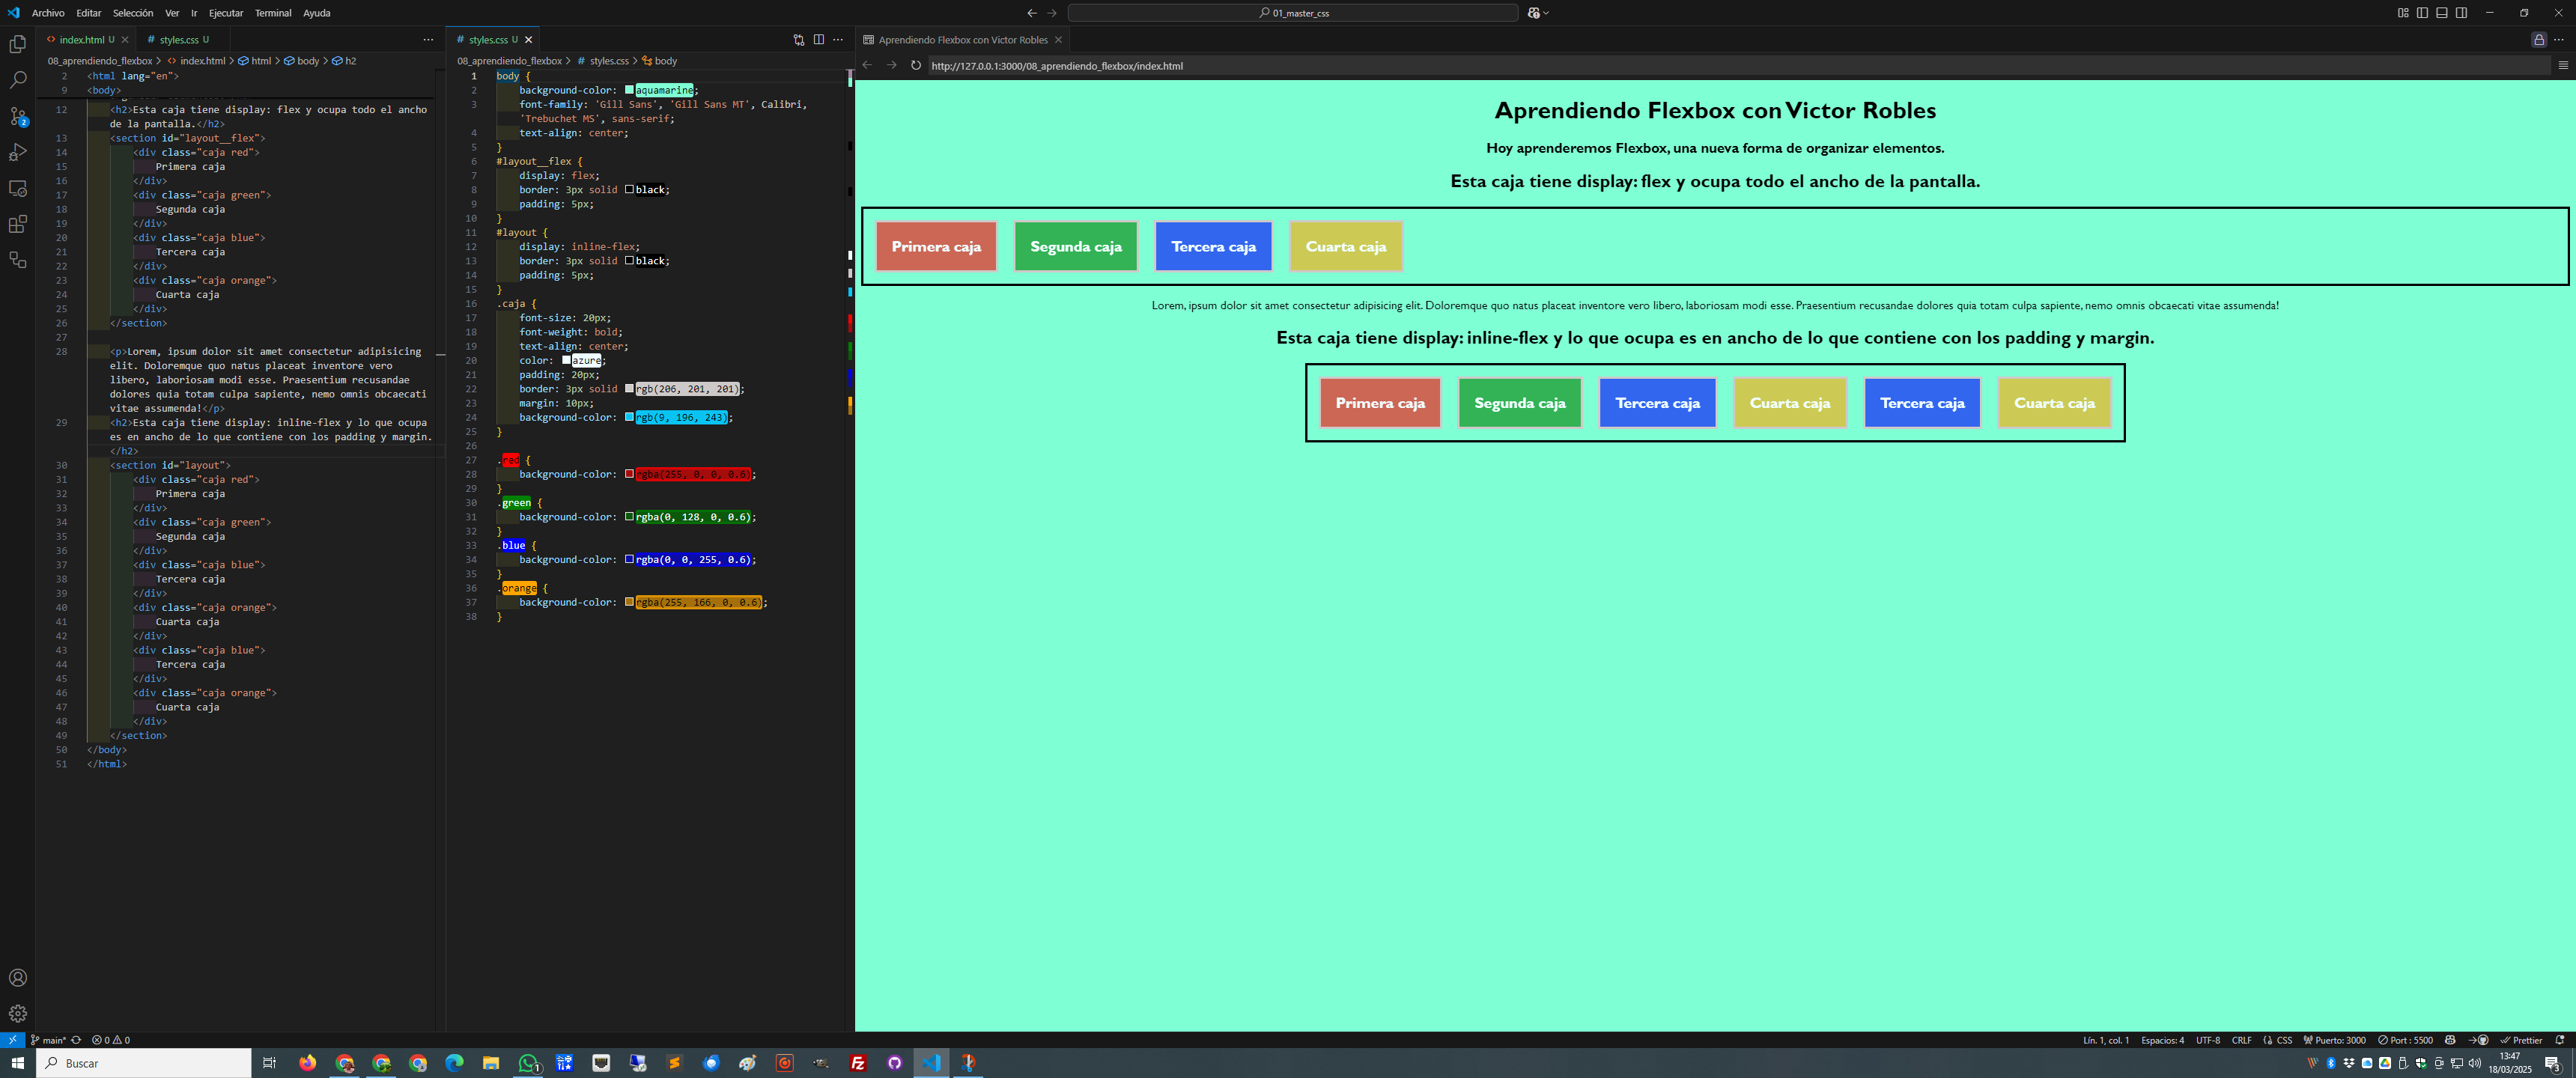 Archivo Editar Selección Ver Ir Ejecutar Terminal Ayuda
01_master_css
index.html U
styles.css U
08_aprendiendo_flexbox > index.html > html > body > h2
2 <html lang="en">
9 <body>
12 <h2>Esta caja tiene display: flex y ocupa todo el ancho
de la pantalla.</h2>
13 <section id="layout__flex">
14 <div class="caja red">
15 Primera caja
16 </div>
17 <div class="caja green">
18 Segunda caja
19 </div>
20 <div class="caja blue">
21 Tercera caja
22 </div>
23 <div class="caja orange">
24 Cuarta caja
25 </div>
26 </section>
27
28 <p>Lorem, ipsum dolor sit amet consectetur adipisicing
elit. Doloremque quo natus placeat inventore vero
libero, laboriosam modi esse. Praesentium recusandae
dolores quia totam culpa sapiente, nemo omnis obcaecati
vitae assumenda!</p>
29 <h2>Esta caja tiene display: inline-flex y lo que ocupa
es en ancho de lo que contiene con los padding y margin.
</h2>
30 <section id="layout">
31 <div class="caja red">
32 Primera caja
33 </div>
34 <div class="caja green">
35 Segunda caja
36 </div>
37 <div class="caja blue">
38 Tercera caja
39 </div>
40 <div class="caja orange">
41 Cuarta caja
42 </div>
43 <div class="caja blue">
44 Tercera caja
45 </div>
46 <div class="caja orange">
47 Cuarta caja
48 </div>
49 </section>
50 </body>
51 </html>
# styles.css U
08_aprendiendo_flexbox > # styles.css > body
1 body {
2 background-color: aquamarine;
3 font-family: 'Gill Sans', 'Gill Sans MT', Calibri,
'Trebuchet MS', sans-serif;
4 text-align: center;
5 }
6 #layout__flex {
7 display: flex;
8 border: 3px solid black;
9 padding: 5px;
10 }
11 #layout {
12 display: inline-flex;
13 border: 3px solid black;
14 padding: 5px;
15 }
16 .caja {
17 font-size: 20px;
18 font-weight: bold;
19 text-align: center;
20 color: azure;
21 padding: 20px;
22 border: 3px solid rgb(206, 201, 201);
23 margin: 10px;
24 background-color: rgb(9, 196, 243);
25 }
26
27 .red {
28 background-color: rgba(255, 0, 0, 0.6);
29 }
30 .green {
31 background-color: rgba(0, 128, 0, 0.6);
32 }
33 .blue {
34 background-color: rgba(0, 0, 255, 0.6);
35 }
36 .orange {
37 background-color: rgba(255, 166, 0, 0.6);
38 }
Aprendiendo Flexbox con Victor Robles
http://127.0.0.1:3000/08_aprendiendo_flexbox/index.html
Aprendiendo Flexbox con Victor Robles
Hoy aprenderemos Flexbox, una nueva forma de organizar elementos.
Esta caja tiene display: flex y ocupa todo el ancho de la pantalla.
Primera caja Segunda caja Tercera caja Cuarta caja
Lorem, ipsum dolor sit amet consectetur adipisicing elit. Doloremque quo natus placeat inventore vero libero, laboriosam modi esse. Praesentium recusandae dolores quia totam culpa sapiente, nemo omnis obcaecati vitae assumenda!
Esta caja tiene display: inline-flex y lo que ocupa es en ancho de lo que contiene con los padding y margin.
Primera caja Segunda caja Tercera caja Cuarta caja Tercera caja Cuarta caja
main* 0 0
Lín. 1, col. 1 Espacios: 4 UTF-8 CRLF {} CSS Puerto: 3000 Port : 5500 Prettier
Buscar
13:47
18/03/2025